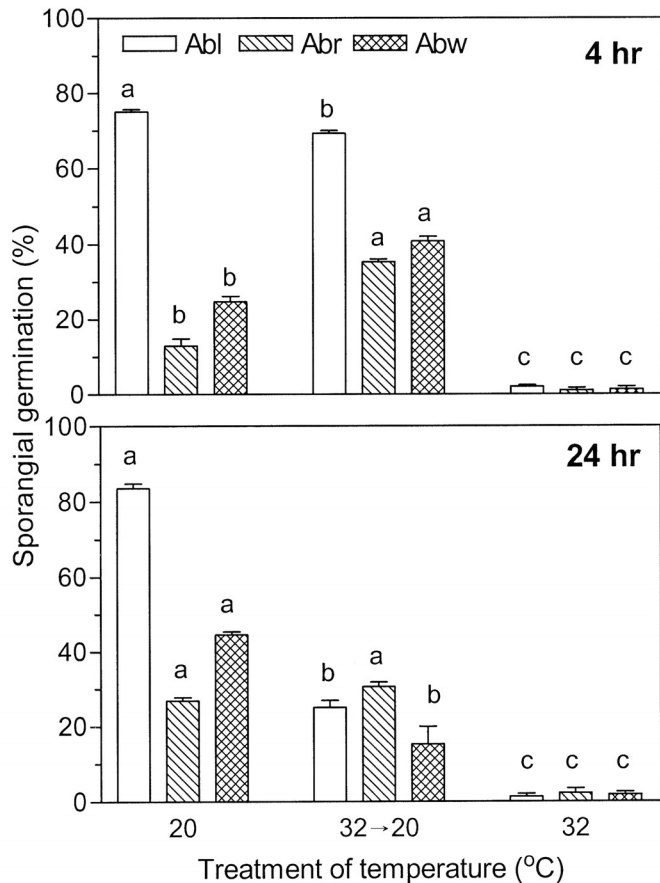 Sporangial germination (%)
100
80
60
40
20
0
Abl Abr Abw
4 hr
a b b
b a a
c c c
100
80
60
40
20
0
24 hr
a a a
b a b
c c c
20 32→20 32
Treatment of temperature (°C)